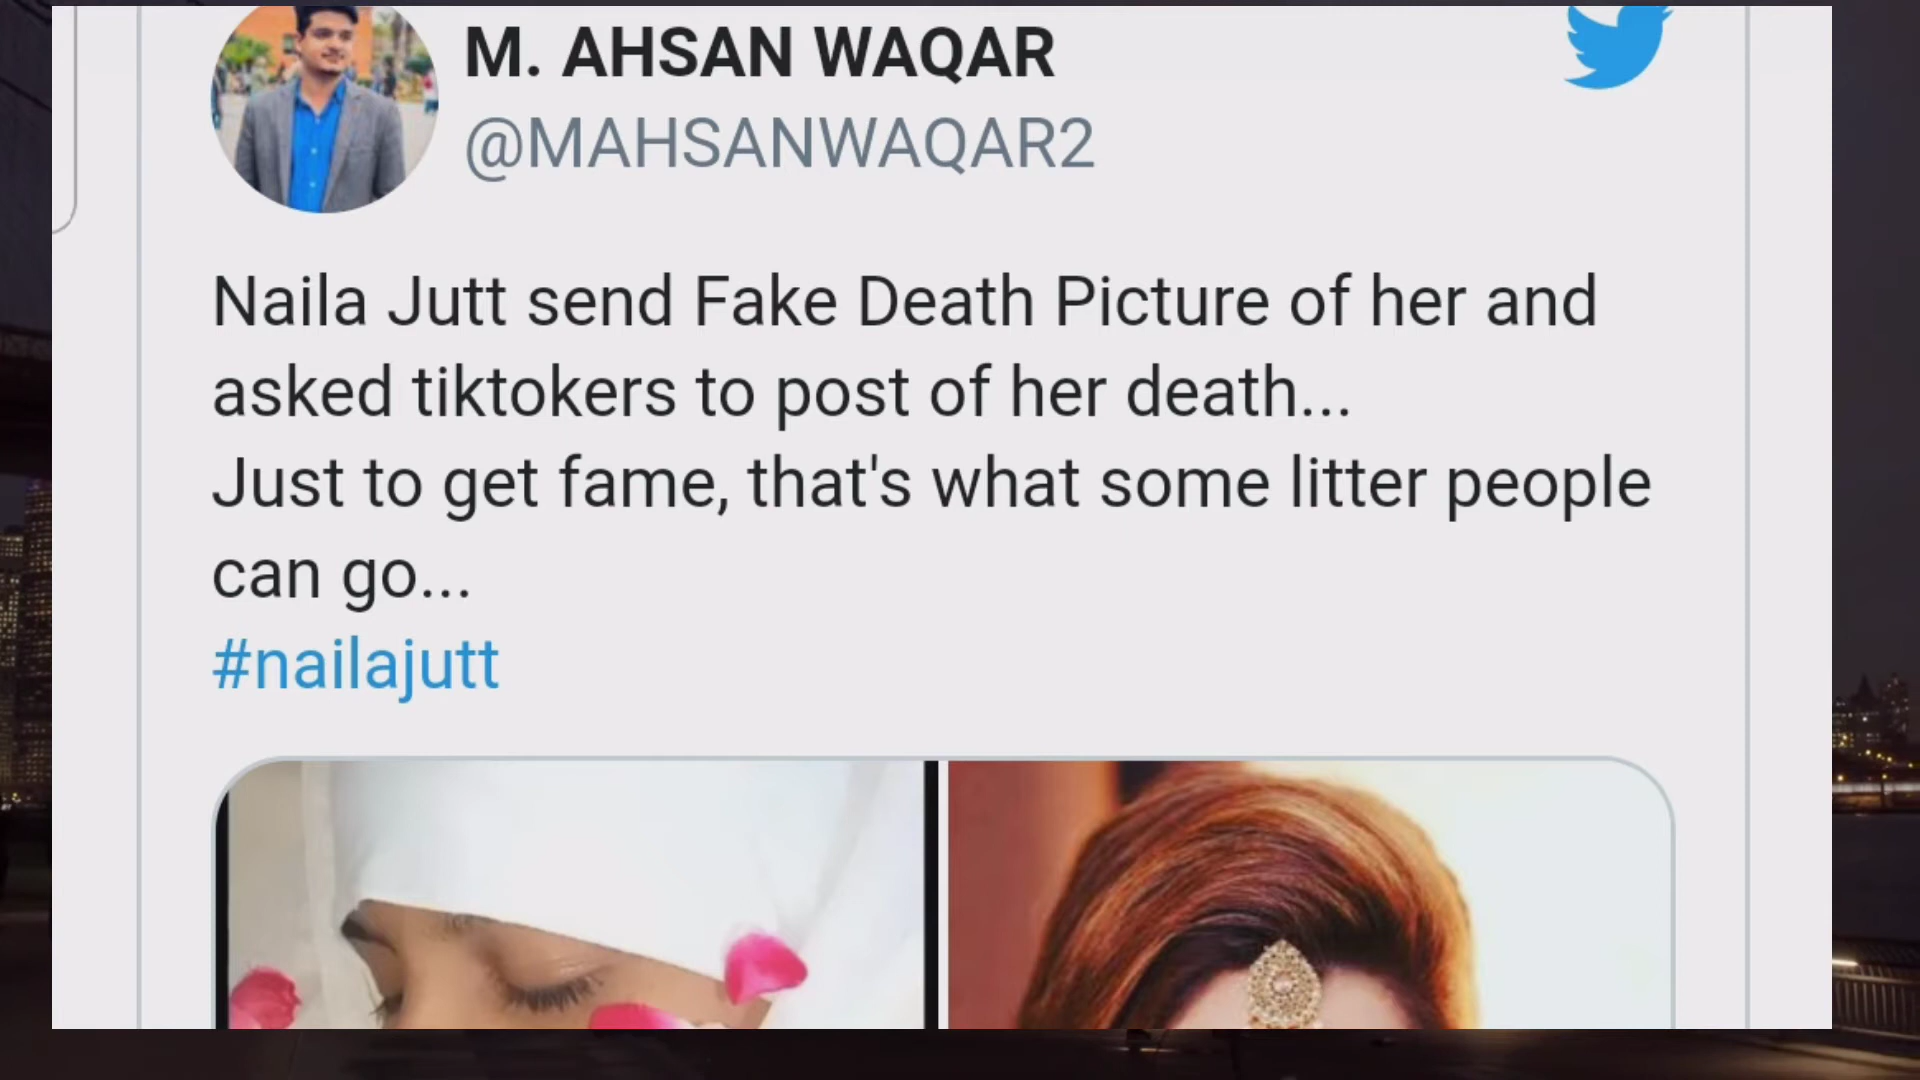 M. AHSAN WAQAR
@MAHSANWAQAR2
Naila Jutt send Fake Death Picture of her and
asked tiktokers to post of her death...
Just to get fame, that's what some litter people
can go...
#nailajutt